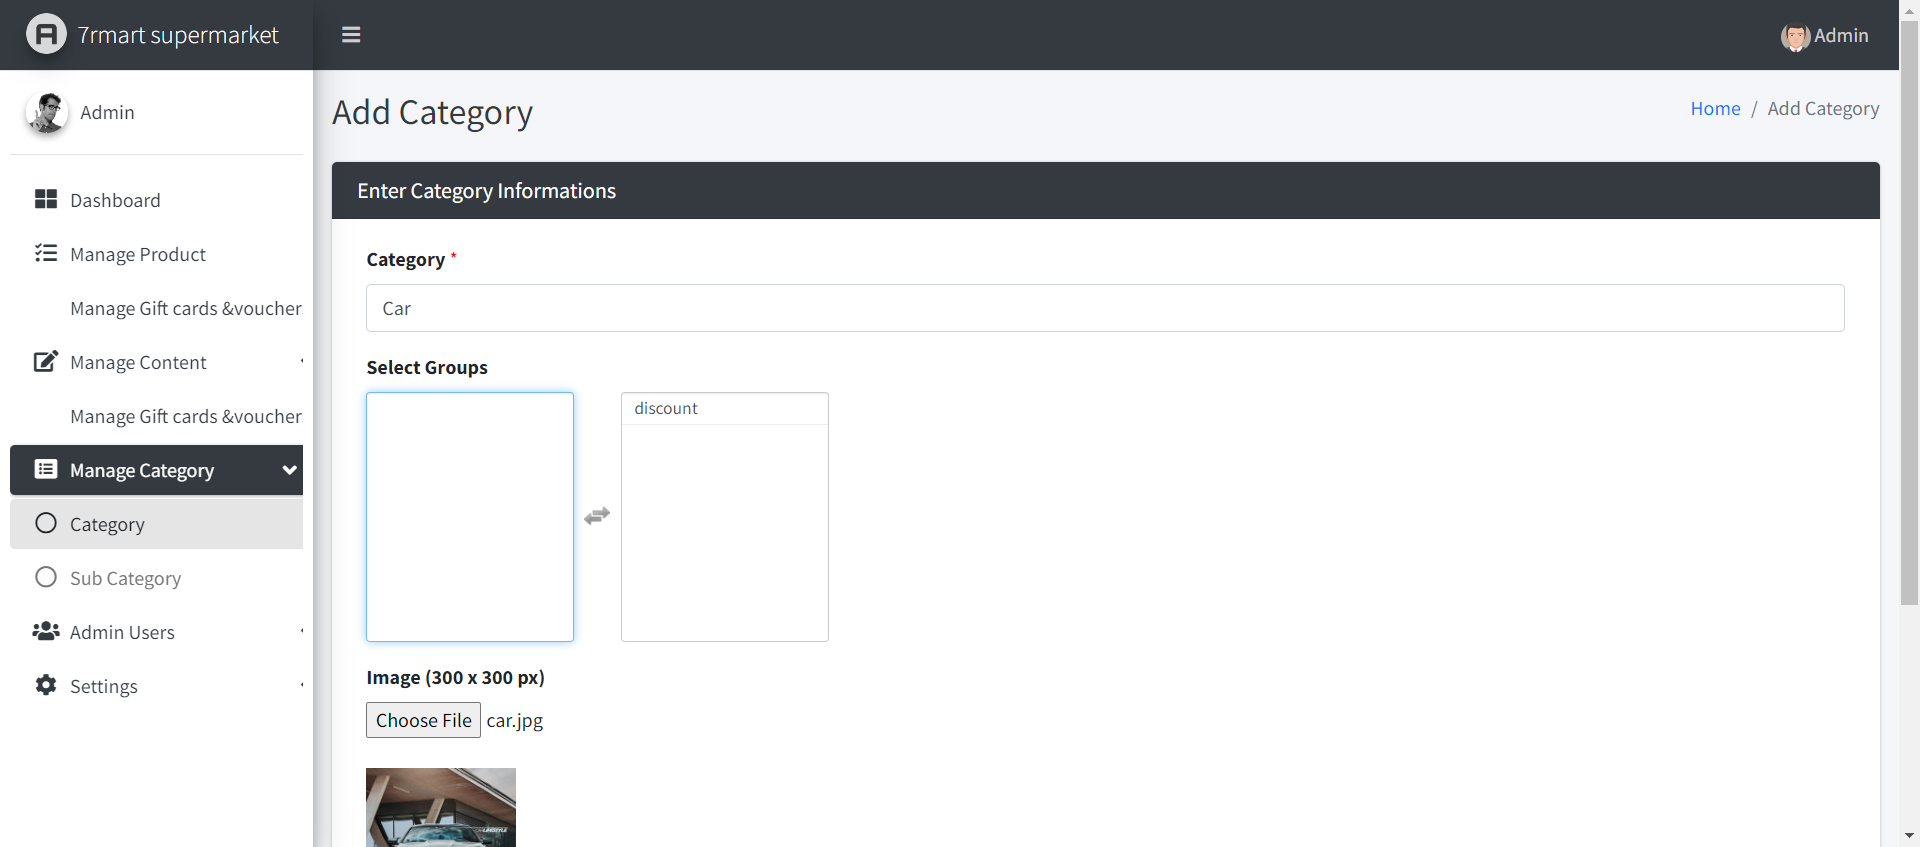 7rmart supermarket
Admin
Admin
Add Category
Home / Add Category
Dashboard
Manage Product
Manage Gift cards &voucher
Manage Content
Manage Gift cards &voucher
Manage Category
Category
Sub Category
Admin Users
Settings
Enter Category Informations
Category *
Car
Select Groups
discount
Image (300 x 300 px)
Choose File car.jpg